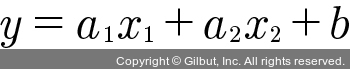 y = a₁x₁ + a₂x₂ + b
Copyright © Gilbut, Inc. All rights reserved.